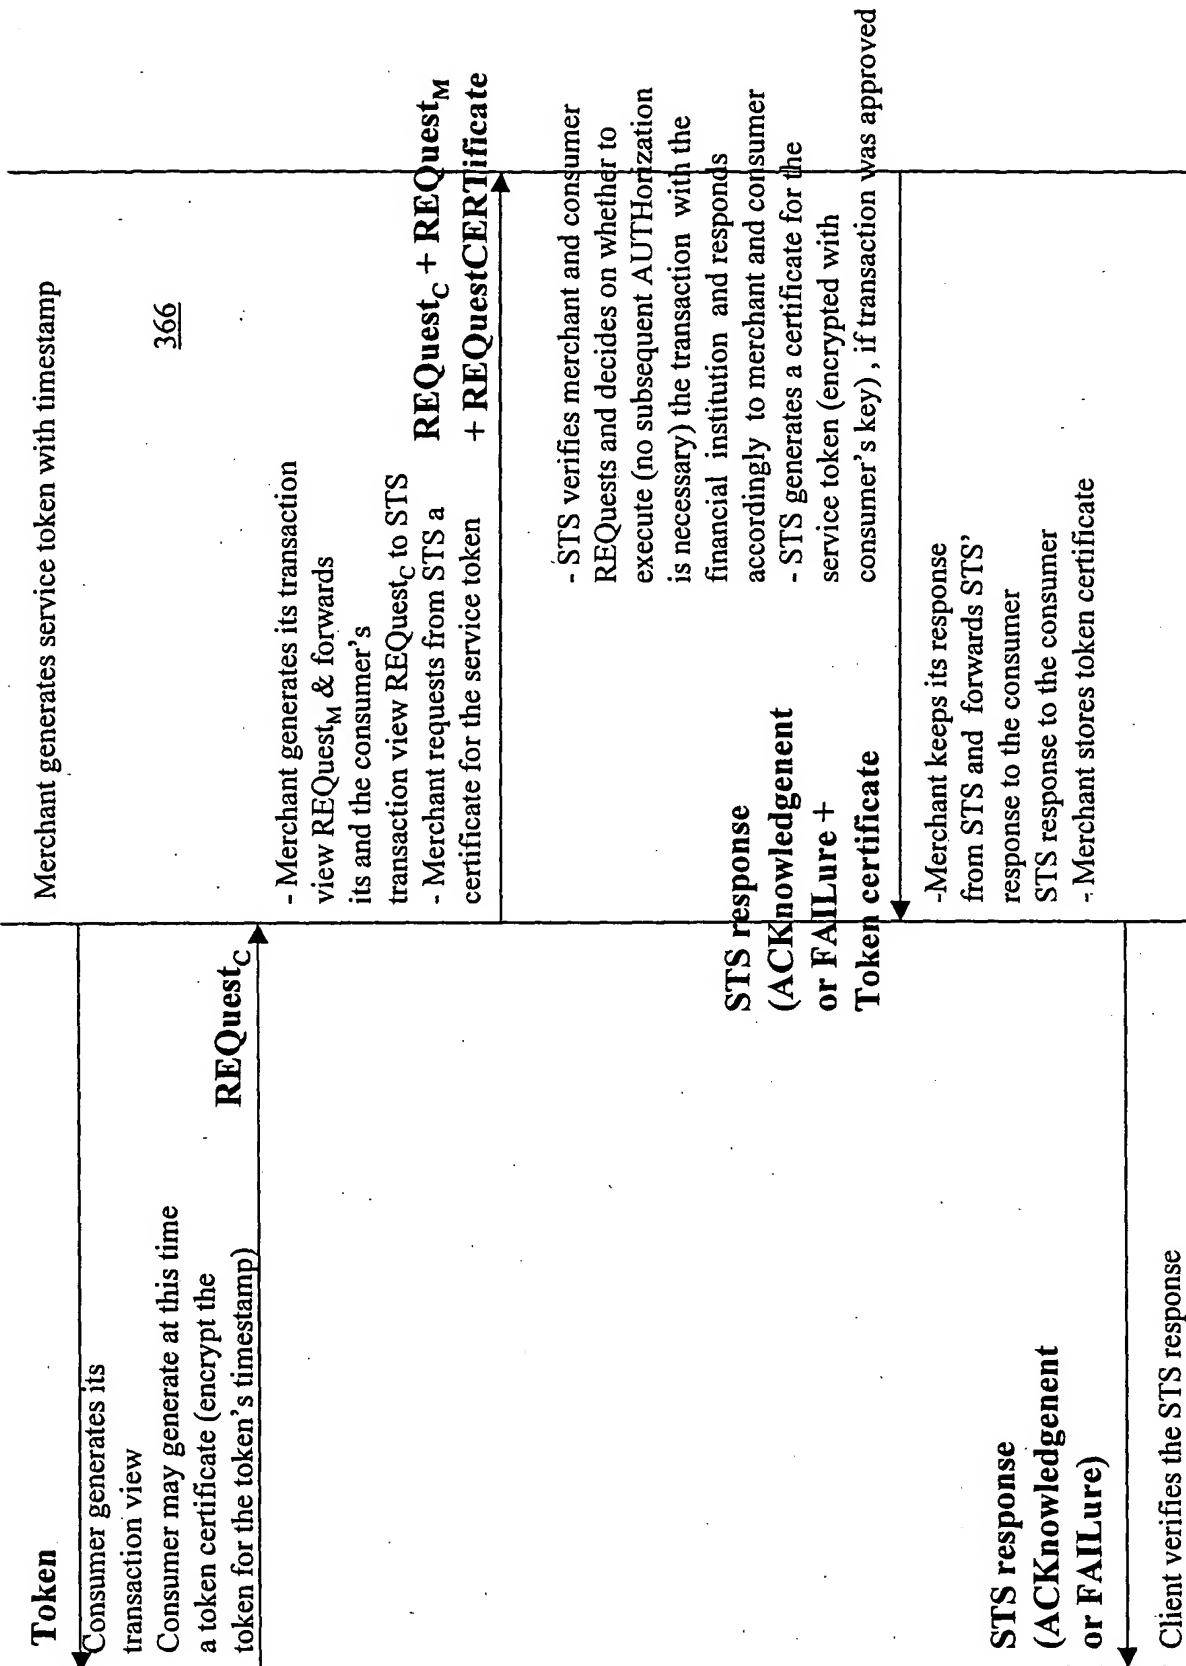 Merchant generates service token with timestamp
Token
Consumer generates its
transaction view
Consumer may generate at this time
a token certificate (encrypt the
token for the token's timestamp)
REQuestC
366
- Merchant generates its transaction
view REQuestM & forwards
its and the consumer's
transaction view REQuestC to STS
- Merchant requests from STS a
certificate for the service token
REQuestC + REQuestM
+ REQuestCERTificate
- STS verifies merchant and consumer
REQuests and decides on whether to
execute (no subsequent AUTHorization
is necessary) the transaction with the
financial institution and responds
accordingly to merchant and consumer
- STS generates a certificate for the
service token (encrypted with
consumer's key) , if transaction was approved
STS response
(ACKnowledgenent
or FAILure +
Token certificate
-Merchant keeps its response
from STS and forwards STS'
response to the consumer
STS response to the consumer
- Merchant stores token certificate
STS response
(ACKnowledgenent
or FAILure)
Client verifies the STS response